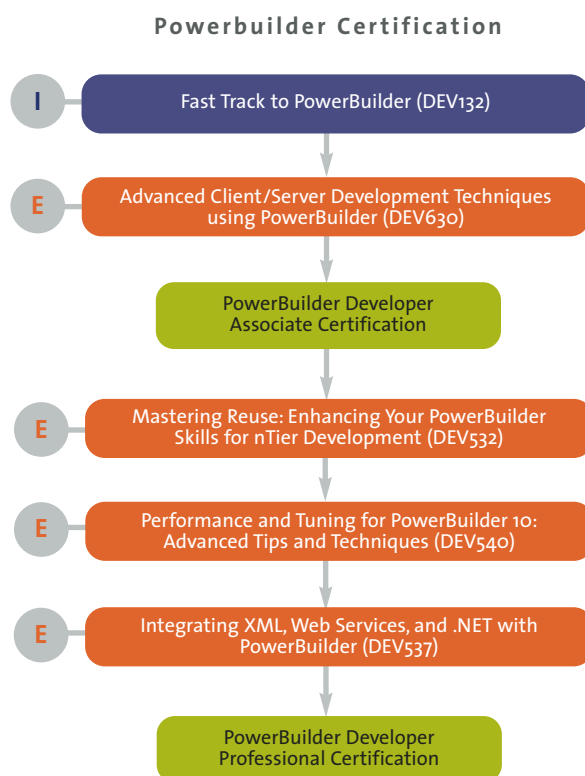 Powerbuilder Certification
I
Fast Track to PowerBuilder (DEV132)
E
Advanced Client/Server Development Techniques
using PowerBuilder (DEV630)
PowerBuilder Developer
Associate Certification
E
Mastering Reuse: Enhancing Your PowerBuilder
Skills for nTier Development (DEV532)
E
Performance and Tuning for PowerBuilder 10:
Advanced Tips and Techniques (DEV540)
E
Integrating XML, Web Services, and .NET with
PowerBuilder (DEV537)
PowerBuilder Developer
Professional Certification